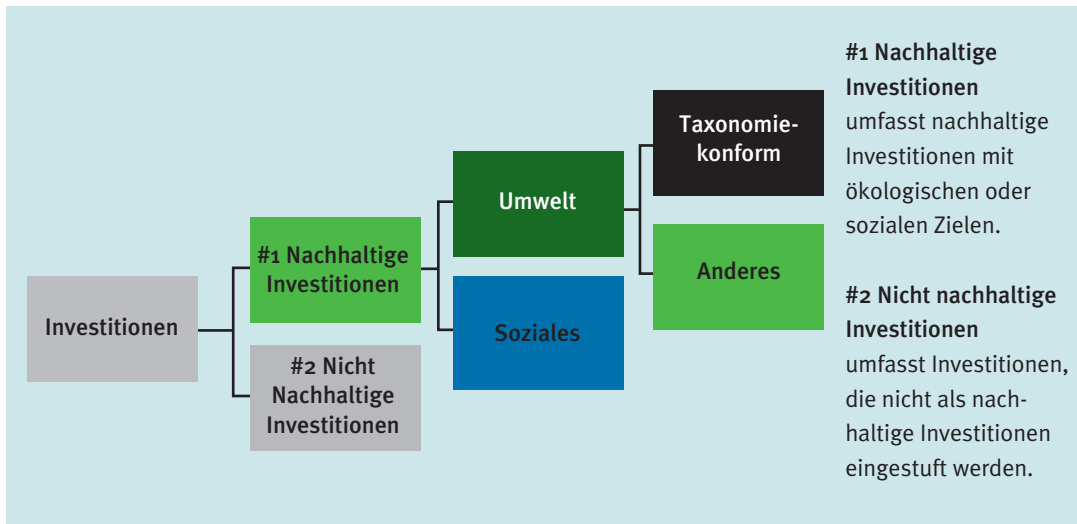 Investitionen
#1 Nachhaltige
Investitionen
#2 Nicht
Nachhaltige
Investitionen
Umwelt
Soziales
Taxonomie-
konform
Anderes
#1 Nachhaltige
Investitionen
umfasst nachhaltige
Investitionen mit
ökologischen oder
sozialen Zielen.
#2 Nicht nachhaltige
Investitionen
umfasst Investitionen,
die nicht als nach-
haltige Investitionen
eingestuft werden.